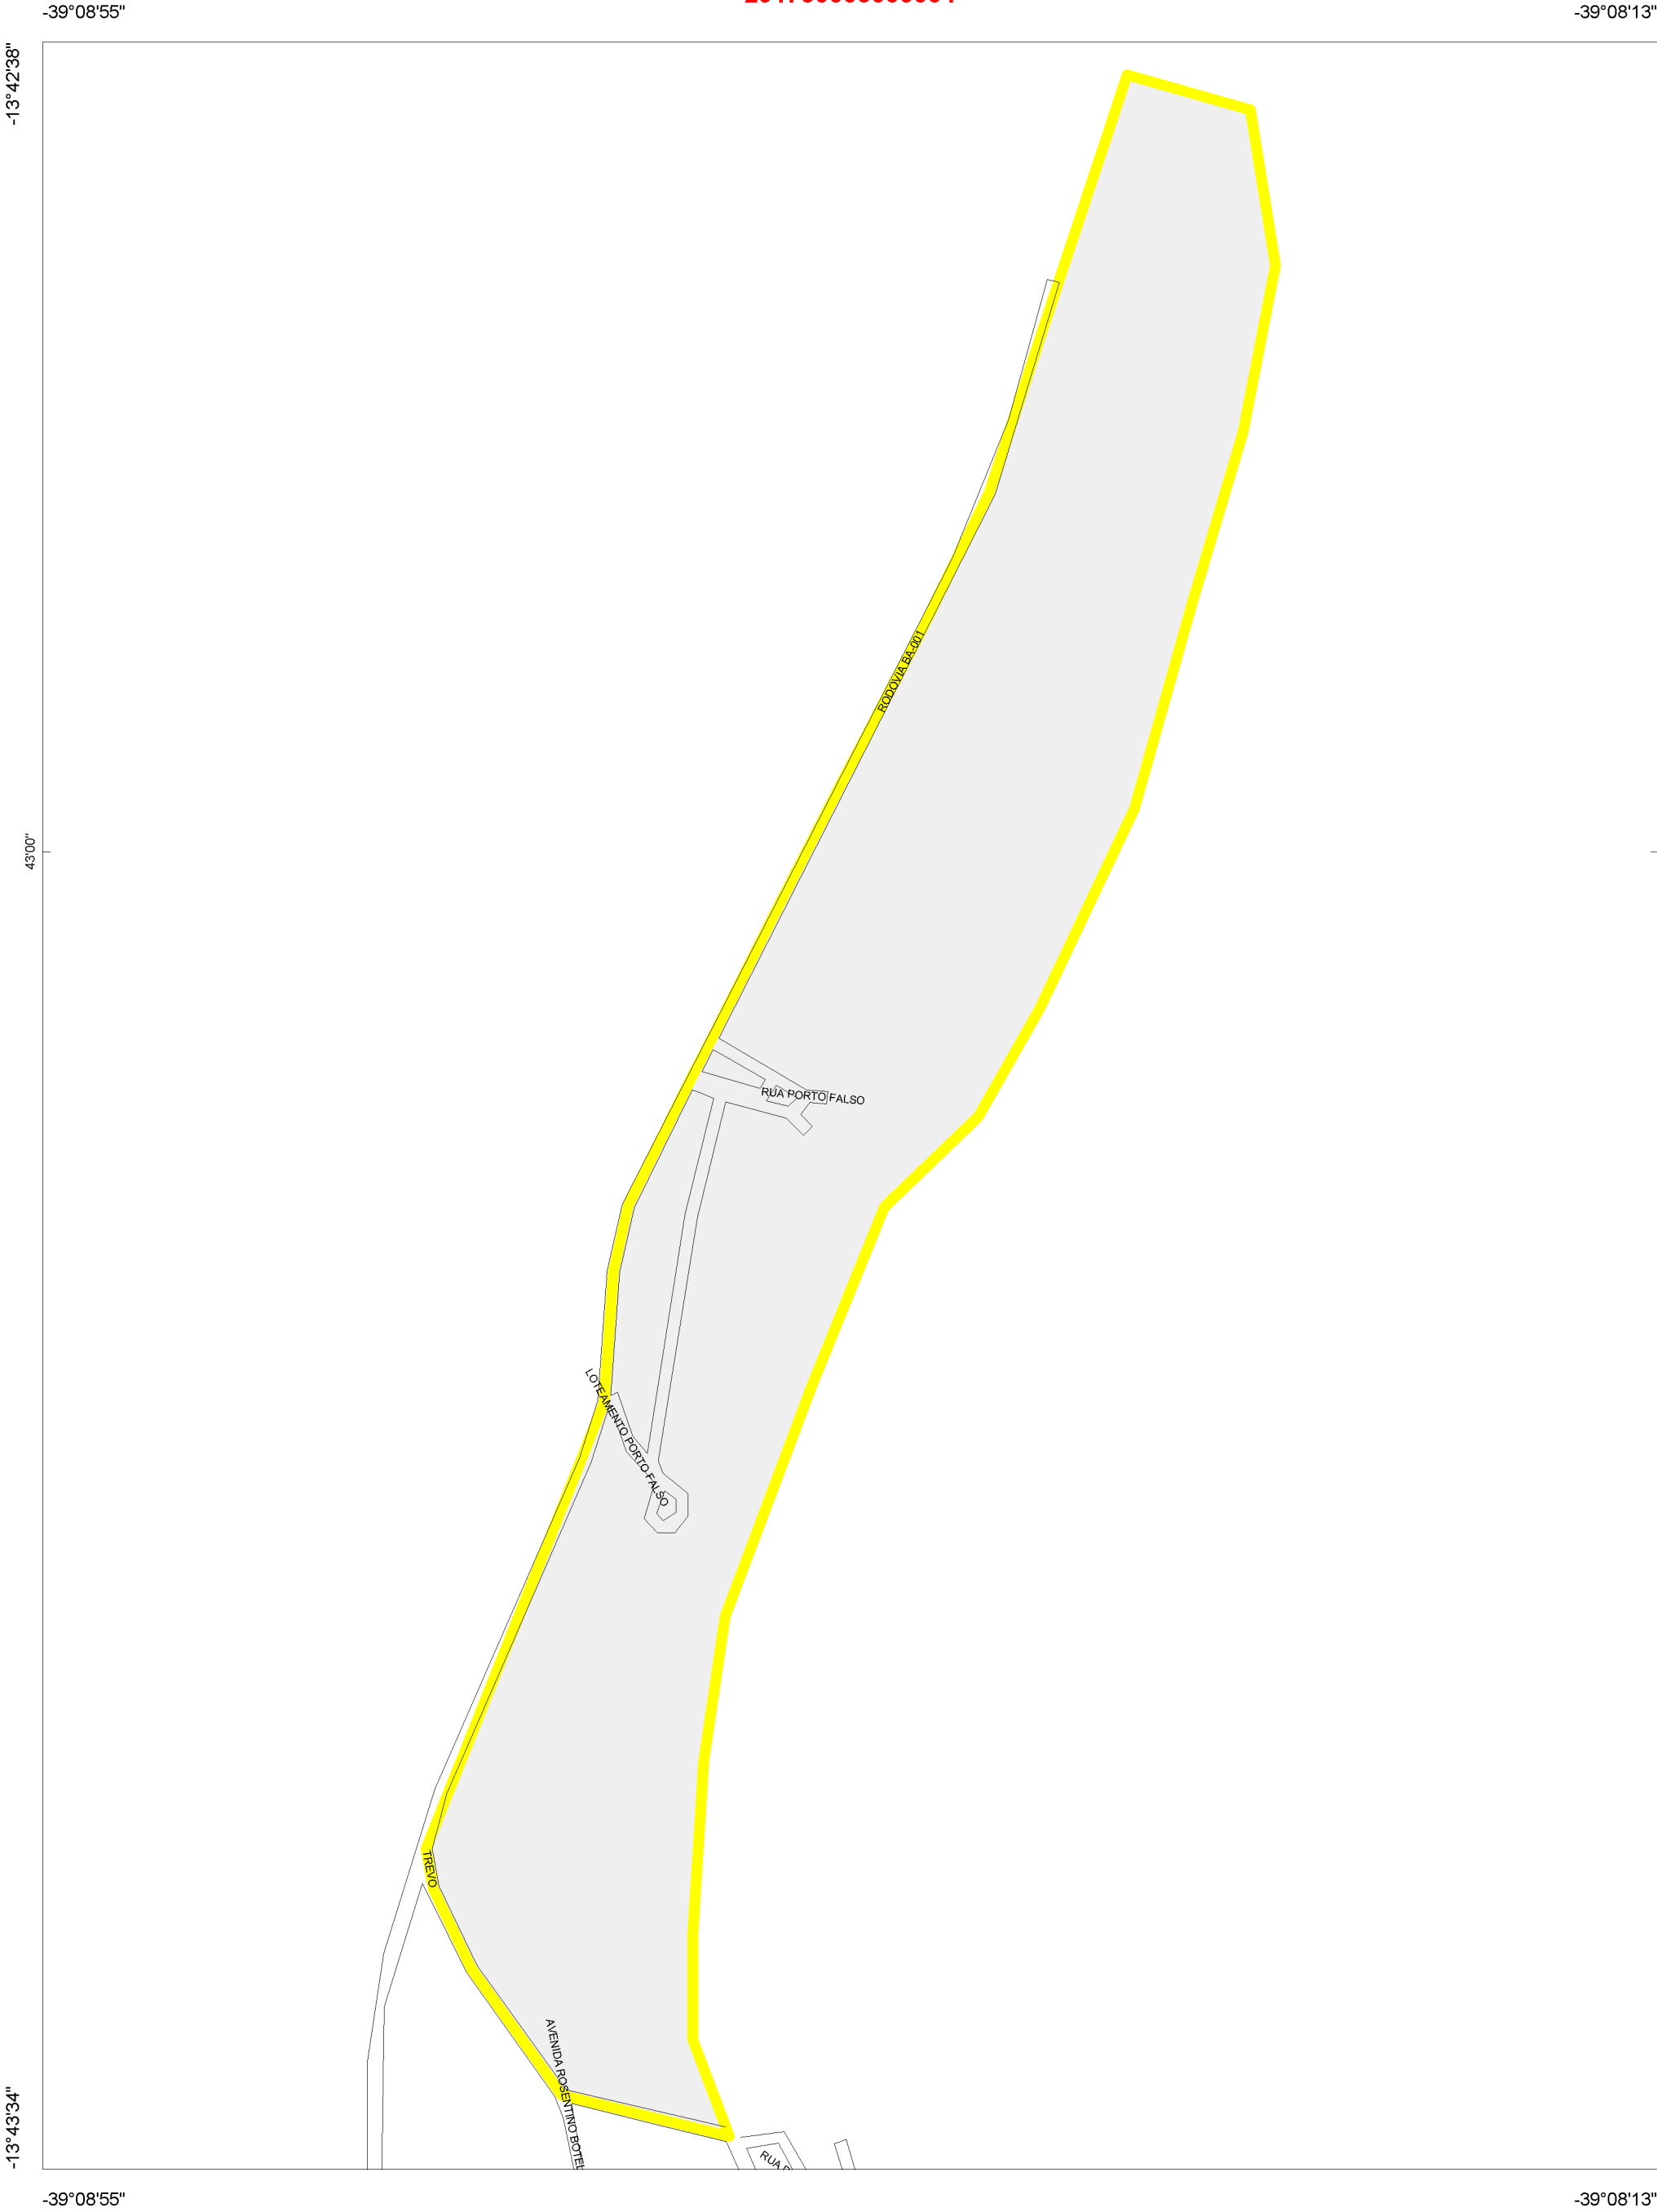 -39°08'55"
-39°08'13"
-13°42'38"
RODOVIA BA-001
43'00"
RUA PORTO FALSO
LOTEAMENTO PORTO FALSO
TREVO
AVENIDA ROSENTINO BOTEL
RUA
-13°43'34"
-39°08'55"
-39°08'13"